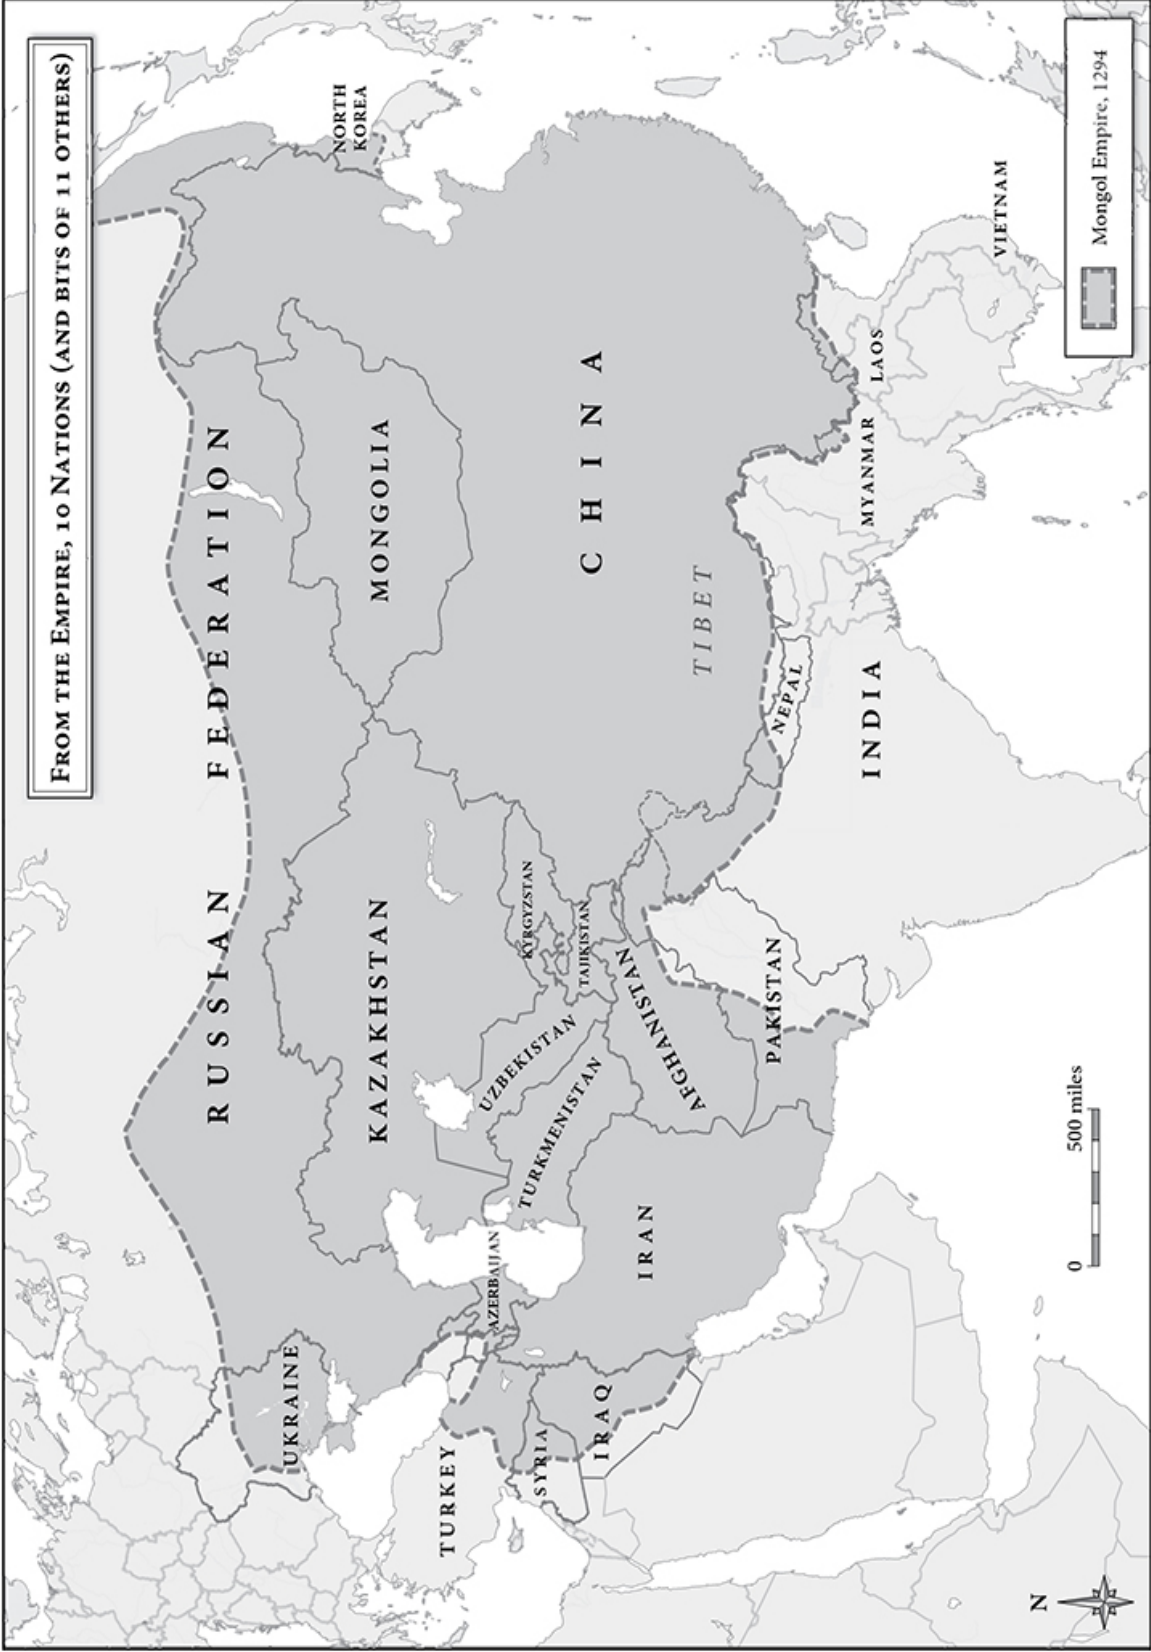 FROM THE EMPIRE, 10 NATIONS (AND BITS OF 11 OTHERS)
RUSSIAN FEDERATION
UKRAINE
KAZAKHSTAN
MONGOLIA
NORTH
KOREA
TURKEY
AZERBAIJAN
UZBEKISTAN
TURKMENISTAN
KYRGYZSTAN
TAJIKISTAN
CHINA
SYRIA
IRAQ
IRAN
AFGHANISTAN
TIBET
PAKISTAN
NEPAL
INDIA
MYANMAR
LAOS
VIETNAM
N
0 500 miles
Mongol Empire, 1294